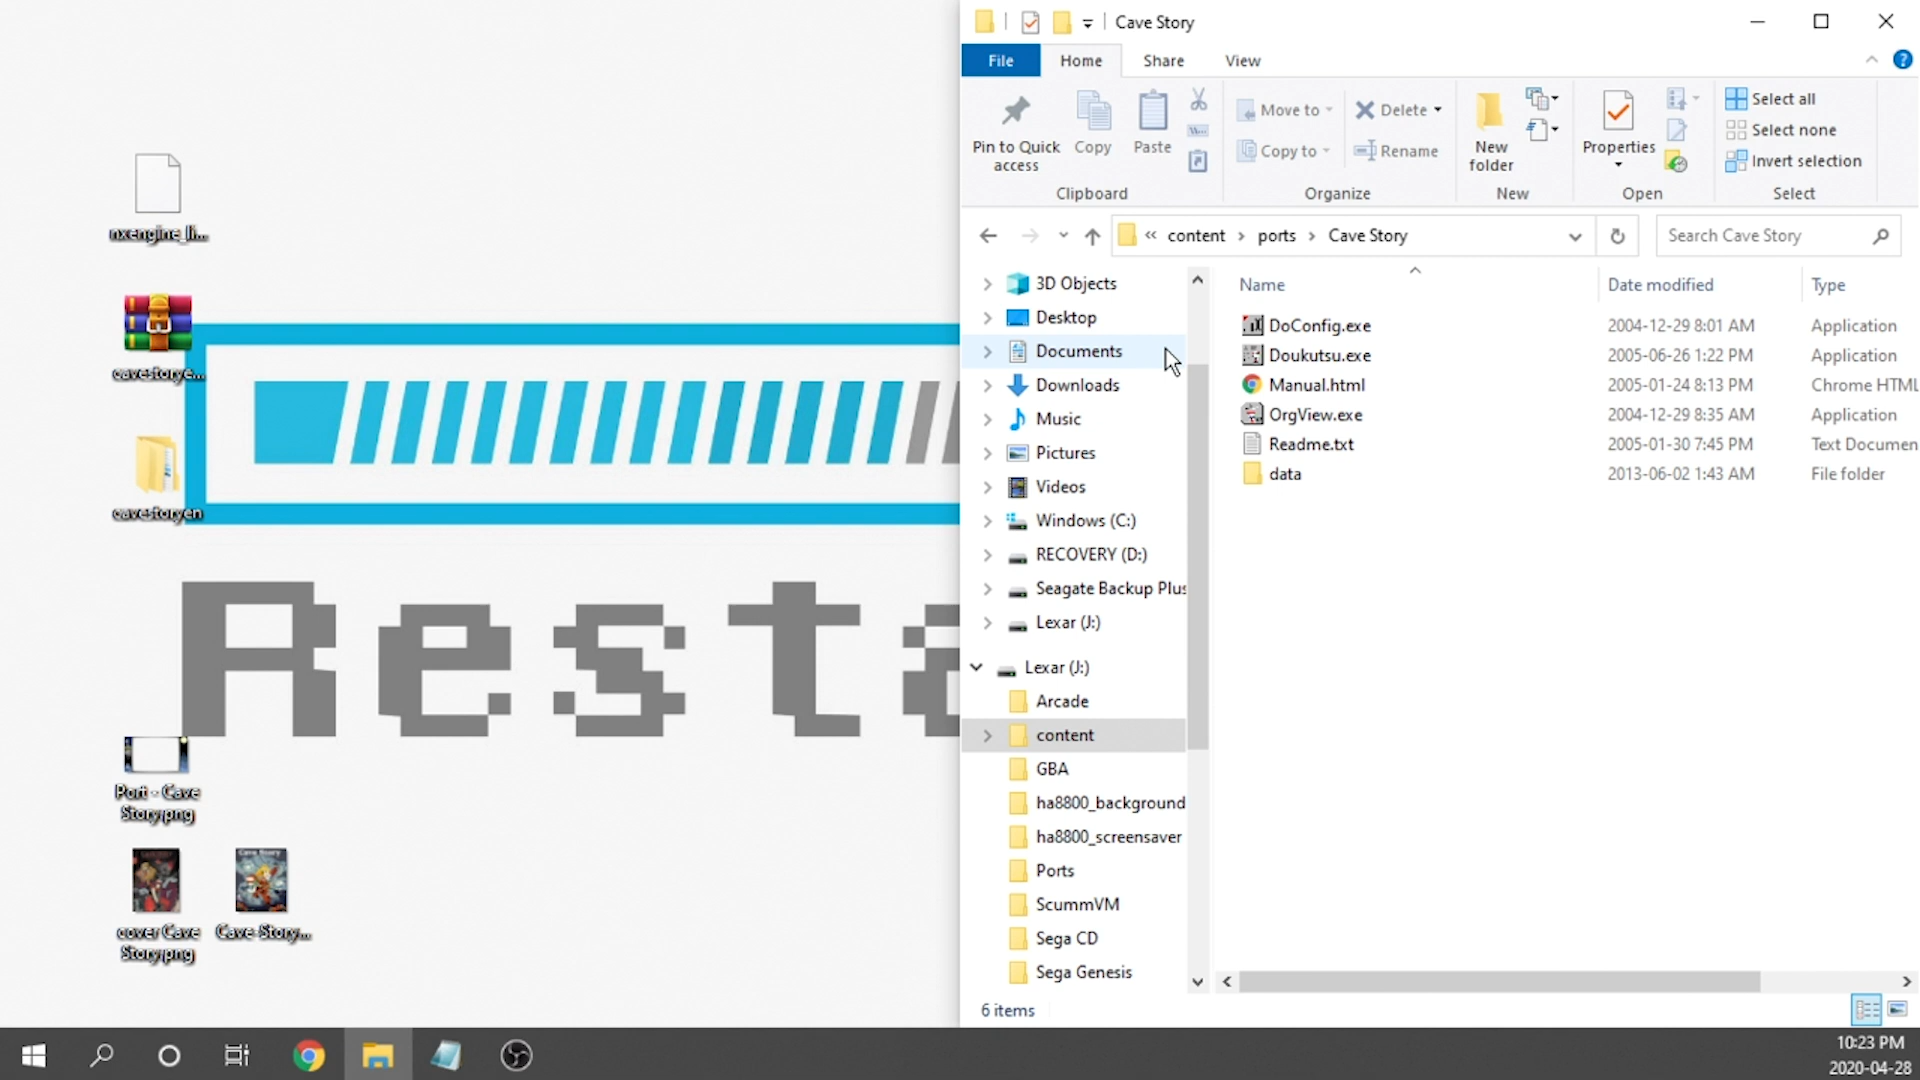 Cave Story
File
Home
Share
View
Pin to Quick
access
Copy
Paste
Move to
Copy to
Delete
Rename
New
folder
Properties
Select all
Select none
Invert selection
Clipboard
Organize
New
Open
Select
« content > ports > Cave Story
Search Cave Story
3D Objects
Desktop
Documents
Downloads
Music
Pictures
Videos
Windows (C:)
RECOVERY (D:)
Seagate Backup Plus
Lexar (J:)
Lexar (J:)
Arcade
content
GBA
ha8800_background
ha8800_screensaver
Ports
ScummVM
Sega CD
Sega Genesis
Name Date modified Type
DoConfig.exe 2004-12-29 8:01 AM Application
Doukutsu.exe 2005-06-26 1:22 PM Application
Manual.html 2005-01-24 8:13 PM Chrome HTML
OrgView.exe 2004-12-29 8:35 AM Application
Readme.txt 2005-01-30 7:45 PM Text Documen
data 2013-06-02 1:43 AM File folder
6 items
nxengine_li...
cavestorye...
cavestoryen
Resta
Port - Cave
Story.png
cover Cave
Story.png
Cave-Story...
10:23 PM
2020-04-28